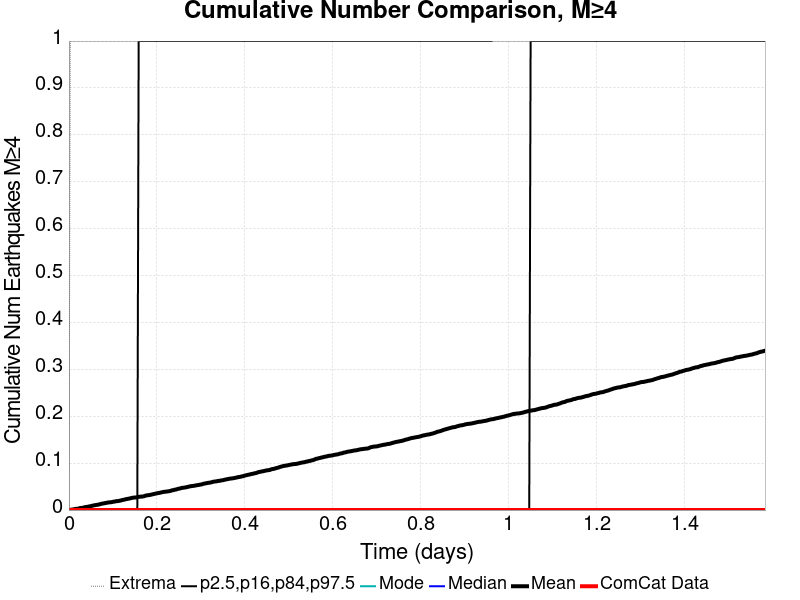 Cumulative Number Comparison, M≥4
Cumulative Num Earthquakes M≥4
1
0.9
0.8
0.7
0.6
0.5
0.4
0.3
0.2
0.1
0
0 0.2 0.4 0.6 0.8 1 1.2 1.4
Time (days)
Extrema p2.5,p16,p84,p97.5 Mode Median Mean ComCat Data